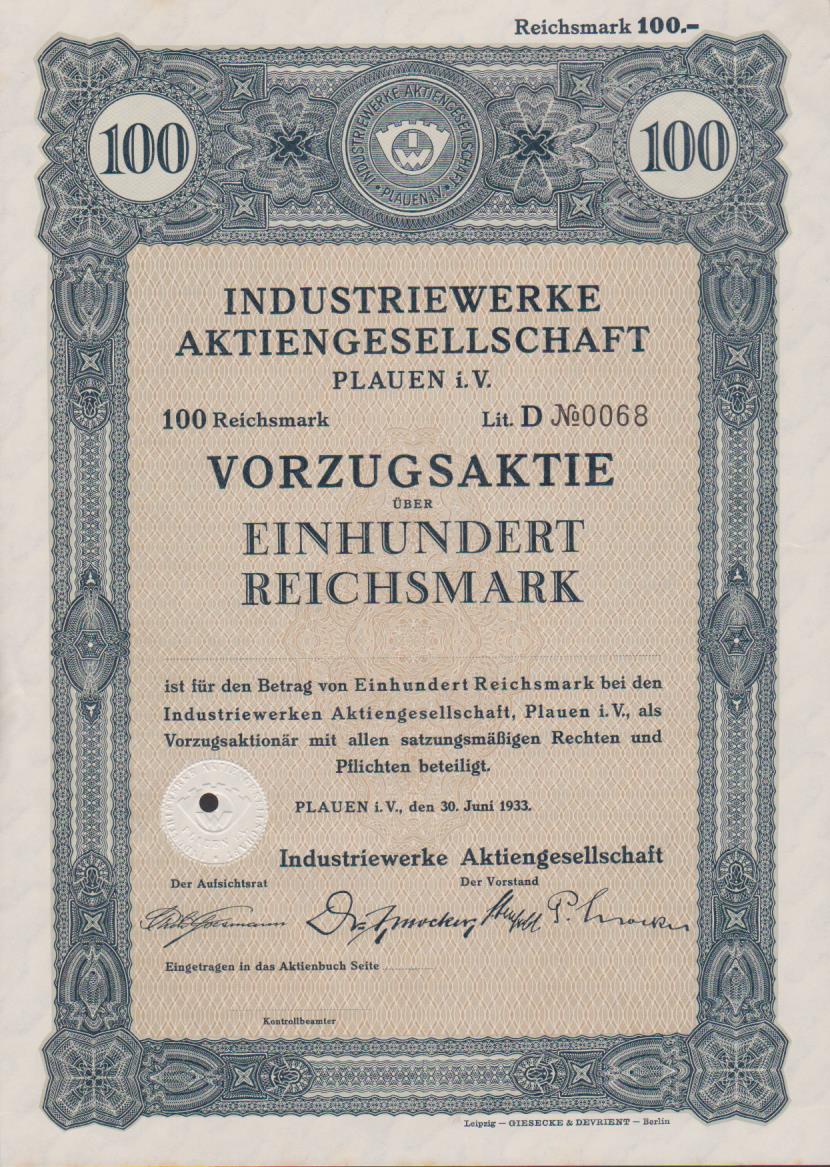 Reichsmark 100.–
100
INDUSTRIEWERKE AKTIENGESELLSCHAFT
• PLAUEN i.V. •
100
INDUSTRIEWERKE
AKTIENGESELLSCHAFT
PLAUEN i. V.
100 Reichsmark Lit. D №0068
VORZUGSAKTIE
ÜBER
EINHUNDERT
REICHSMARK
ist für den Betrag von Einhundert Reichsmark bei den
Industriewerken Aktiengesellschaft, Plauen i. V., als
Vorzugsaktionär mit allen satzungsmäßigen Rechten und
Pflichten beteiligt.
PLAUEN i. V., den 30. Juni 1933.
Industriewerke Aktiengesellschaft
Der Aufsichtsrat Der Vorstand
Eingetragen in das Aktienbuch Seite
Kontrollbeamter
Leipzig – GIESECKE & DEVRIENT – Berlin